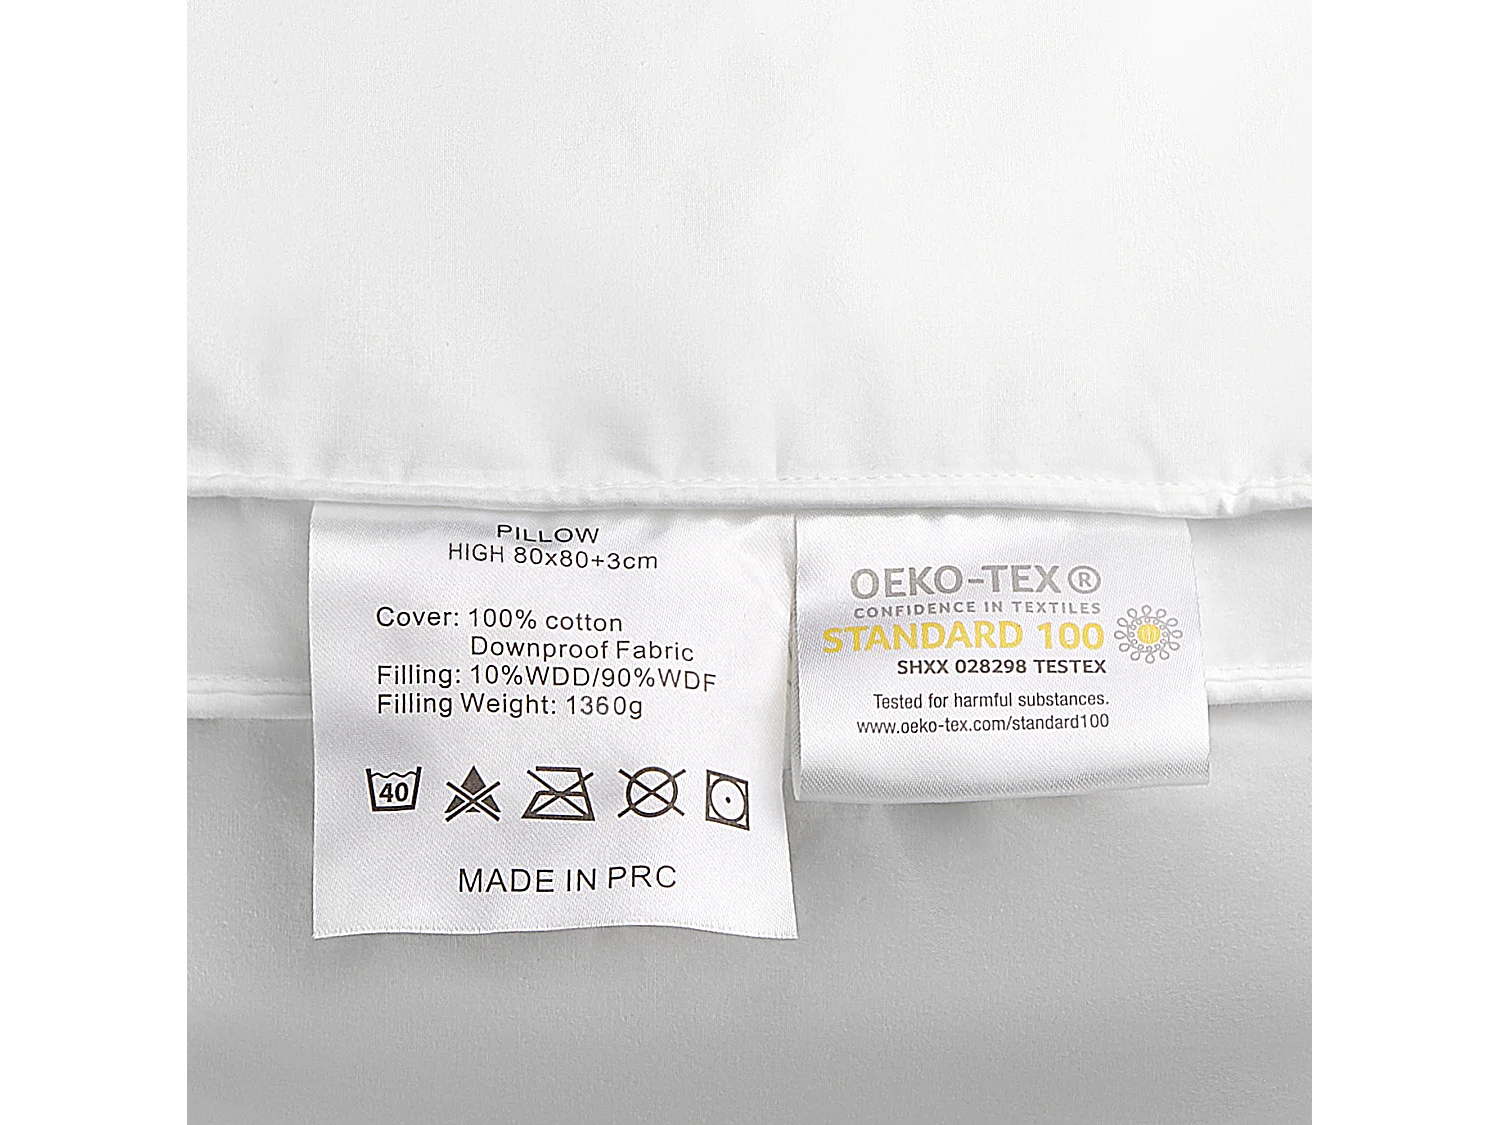 PILLOW
HIGH 80x80+3cm
Cover: 100% cotton
Downproof Fabric
Filling: 10%WDD/90%WDF
Filling Weight: 1360g
40
MADE IN PRC
OEKO-TEX®
CONFIDENCE IN TEXTILES
STANDARD 100
SHXX 028298 TESTEX
Tested for harmful substances.
www.oeko-tex.com/standard100